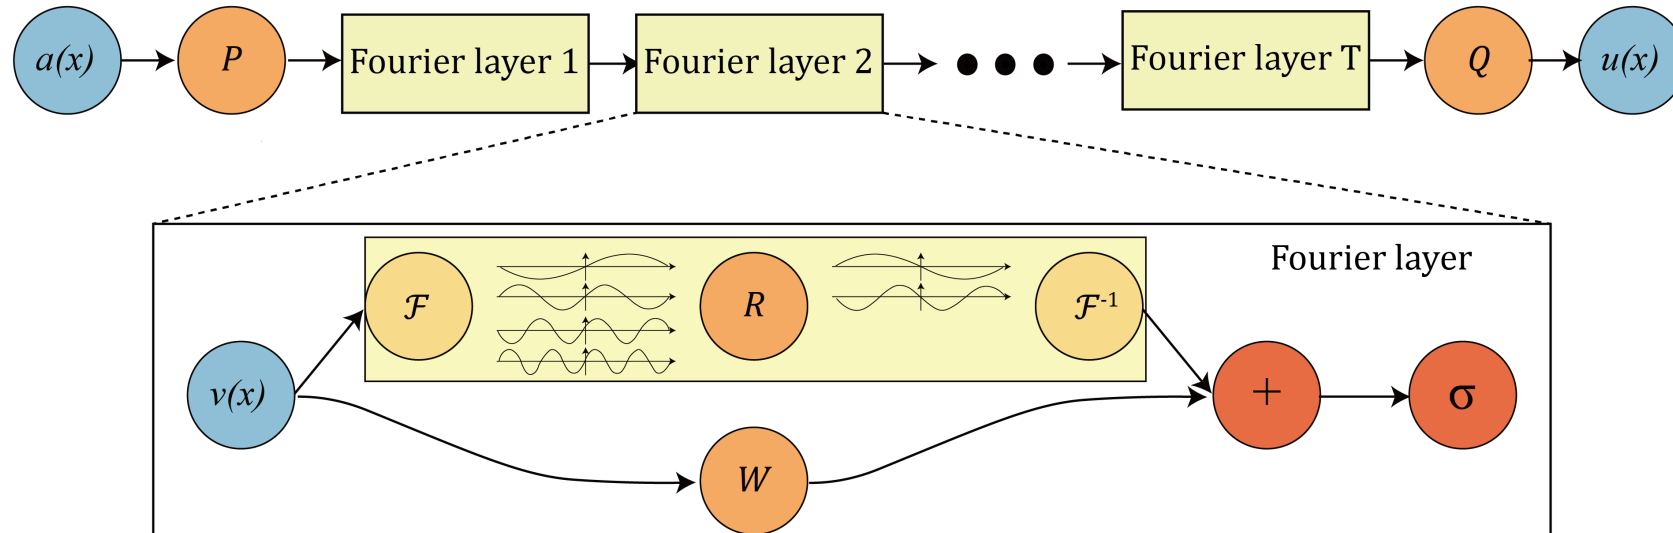 a(x) P Fourier layer 1 Fourier layer 2 Fourier layer T Q u(x)
Fourier layer
ℱ R ℱ⁻¹
v(x) + σ
W